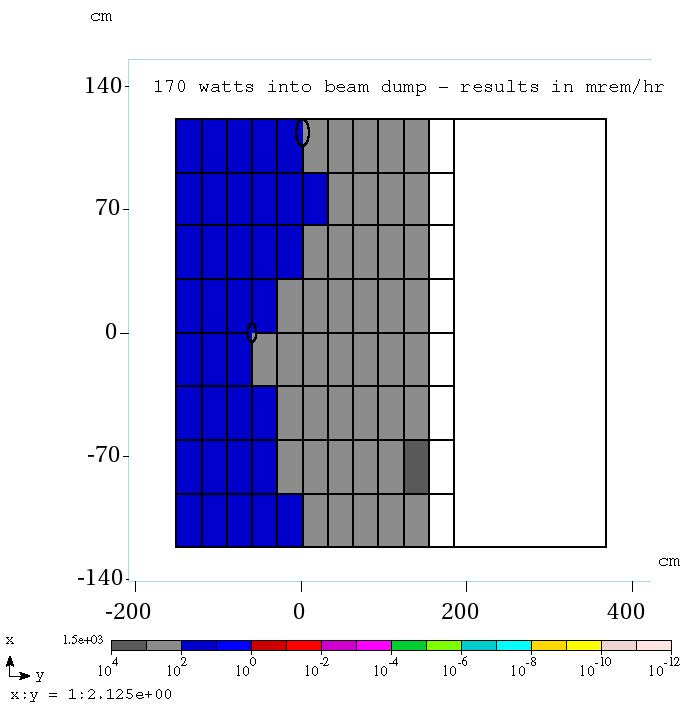 cm
140
170 watts into beam dump - results in mrem/hr
70
0
-70
cm
-140
-200 0 200 400
x 1.5e+03
10^4 10^2 10^0 10^-2 10^-4 10^-6 10^-8 10^-10 10^-12
y
x:y = 1:2.125e+00